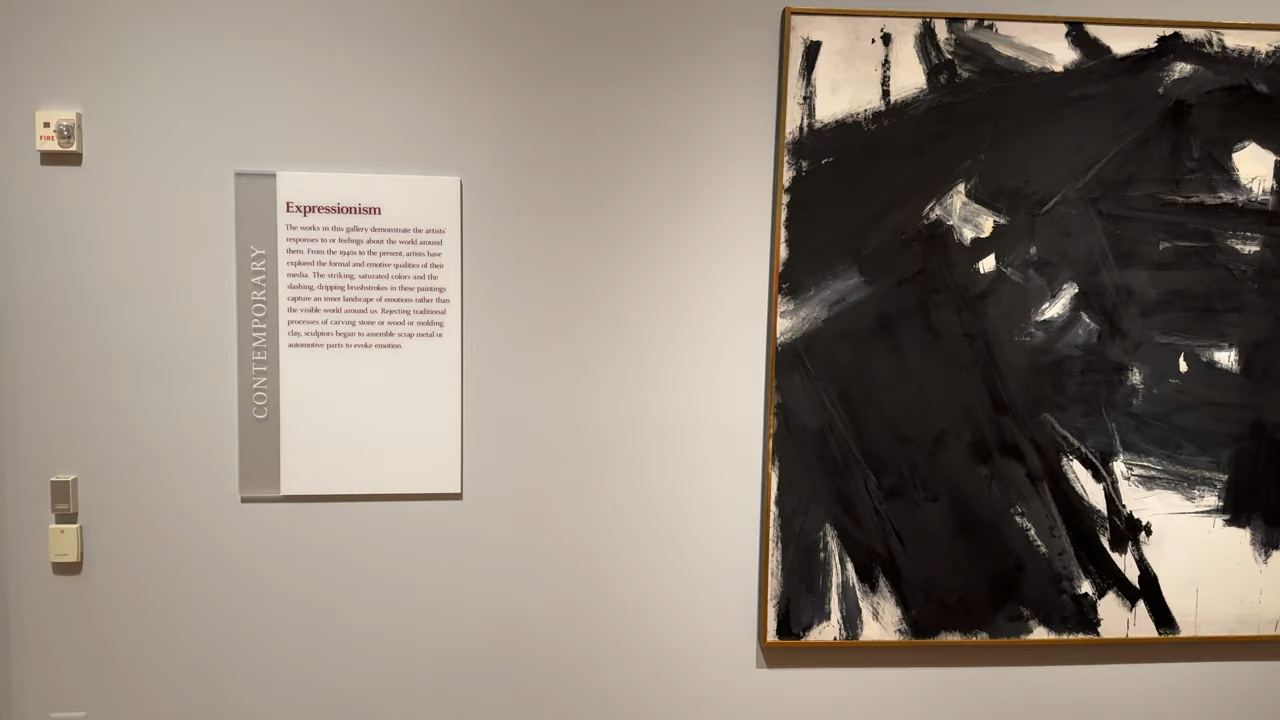 FIRE
CONTEMPORARY
Expressionism
The works in this gallery demonstrate the artists'
responses to or feelings about the world around
them. From the 1940s to the present, artists have
explored the formal and emotive qualities of their
media. The striking, saturated colors and the
slashing, dripping brushstrokes in these paintings
capture an inner landscape of emotions rather than
the visible world around us. Rejecting traditional
processes of carving stone or wood or molding
clay, sculptors began to assemble scrap metal or
automotive parts to evoke emotion.